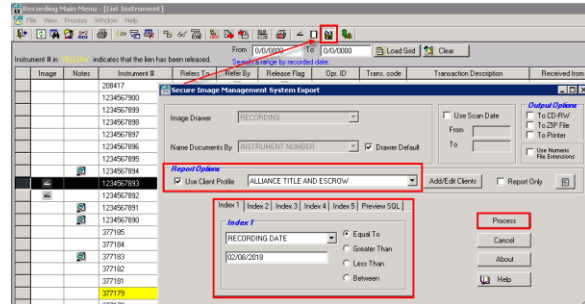 Recording Main Menu - [List Instrument]
File View Process Window Help
From 0/0/0000 To 0/0/0000 Load Grid Clear
Instrument # in YELLOW indicates that the lien has been released. Search a range by recorded date.
Image Notes Instrument # Refers To Refer By Release Flag Opr. ID Trans. code Transaction Description Received from
208417
1234567900
1234567899
1234567898
1234567897
1234567896
1234567895
1234567894
1234567893
1234567892
1234567891
1234567890
377185
377184
377183
377182
377181
377179
Secure Image Management System Export
Image Drawer RECORDING
Name Documents By INSTRUMENT NUMBER Drawer Default
Use Scan Date
From
To
Output Options
To CD-RW
To ZIP File
To Printer
Use Numeric File Extensions
Report Options
Use Client Profile ALLIANCE TITLE AND ESCROW Add/Edit Clients Report Only
Index 1 Index 2 Index 3 Index 4 Index 5 Preview SQL
Index 1
RECORDING DATE
02/08/2018
Equal To
Greater Than
Less Than
Between
Process
Cancel
About
Help